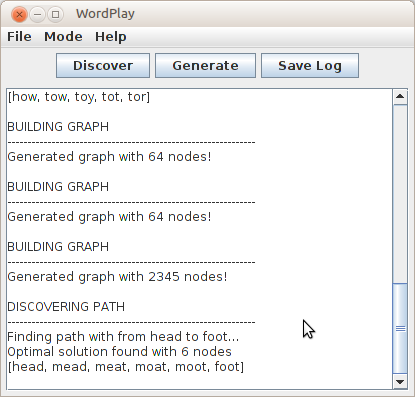 WordPlay
File Mode Help
Discover Generate Save Log
[how, tow, toy, tot, tor]
BUILDING GRAPH
--------------------------------------------------------------
Generated graph with 64 nodes!
BUILDING GRAPH
--------------------------------------------------------------
Generated graph with 64 nodes!
BUILDING GRAPH
--------------------------------------------------------------
Generated graph with 2345 nodes!
DISCOVERING PATH
--------------------------------------------------------------
Finding path with from head to foot...
Optimal solution found with 6 nodes
[head, mead, meat, moat, moot, foot]